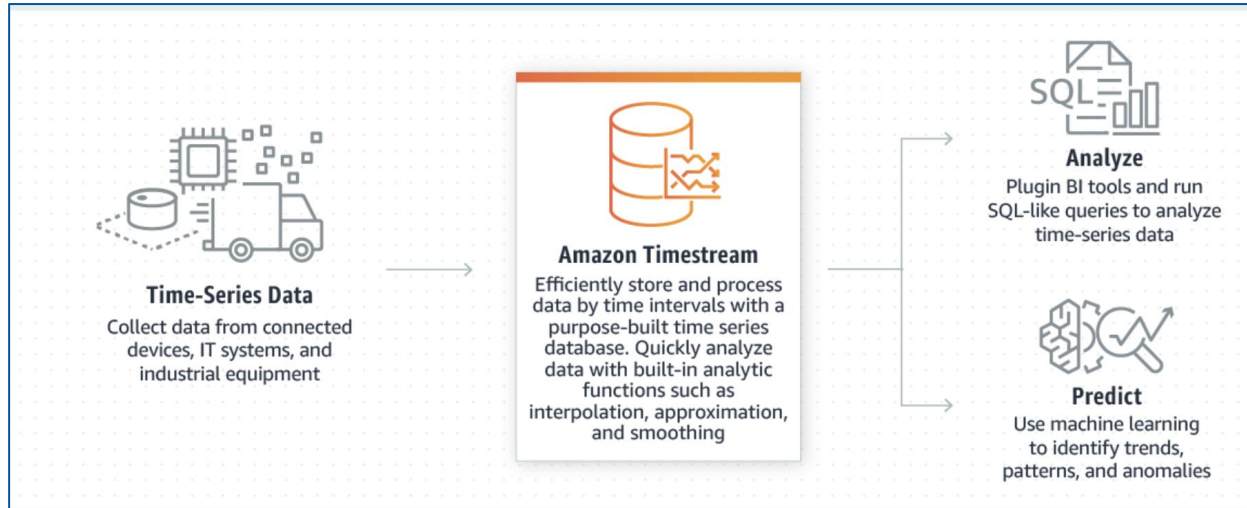 Time-Series Data
Collect data from connected
devices, IT systems, and
industrial equipment
Amazon Timestream
Efficiently store and process
data by time intervals with a
purpose-built time series
database. Quickly analyze
data with built-in analytic
functions such as
interpolation, approximation,
and smoothing
SQL
Analyze
Plugin BI tools and run
SQL-like queries to analyze
time-series data
Predict
Use machine learning
to identify trends,
patterns, and anomalies